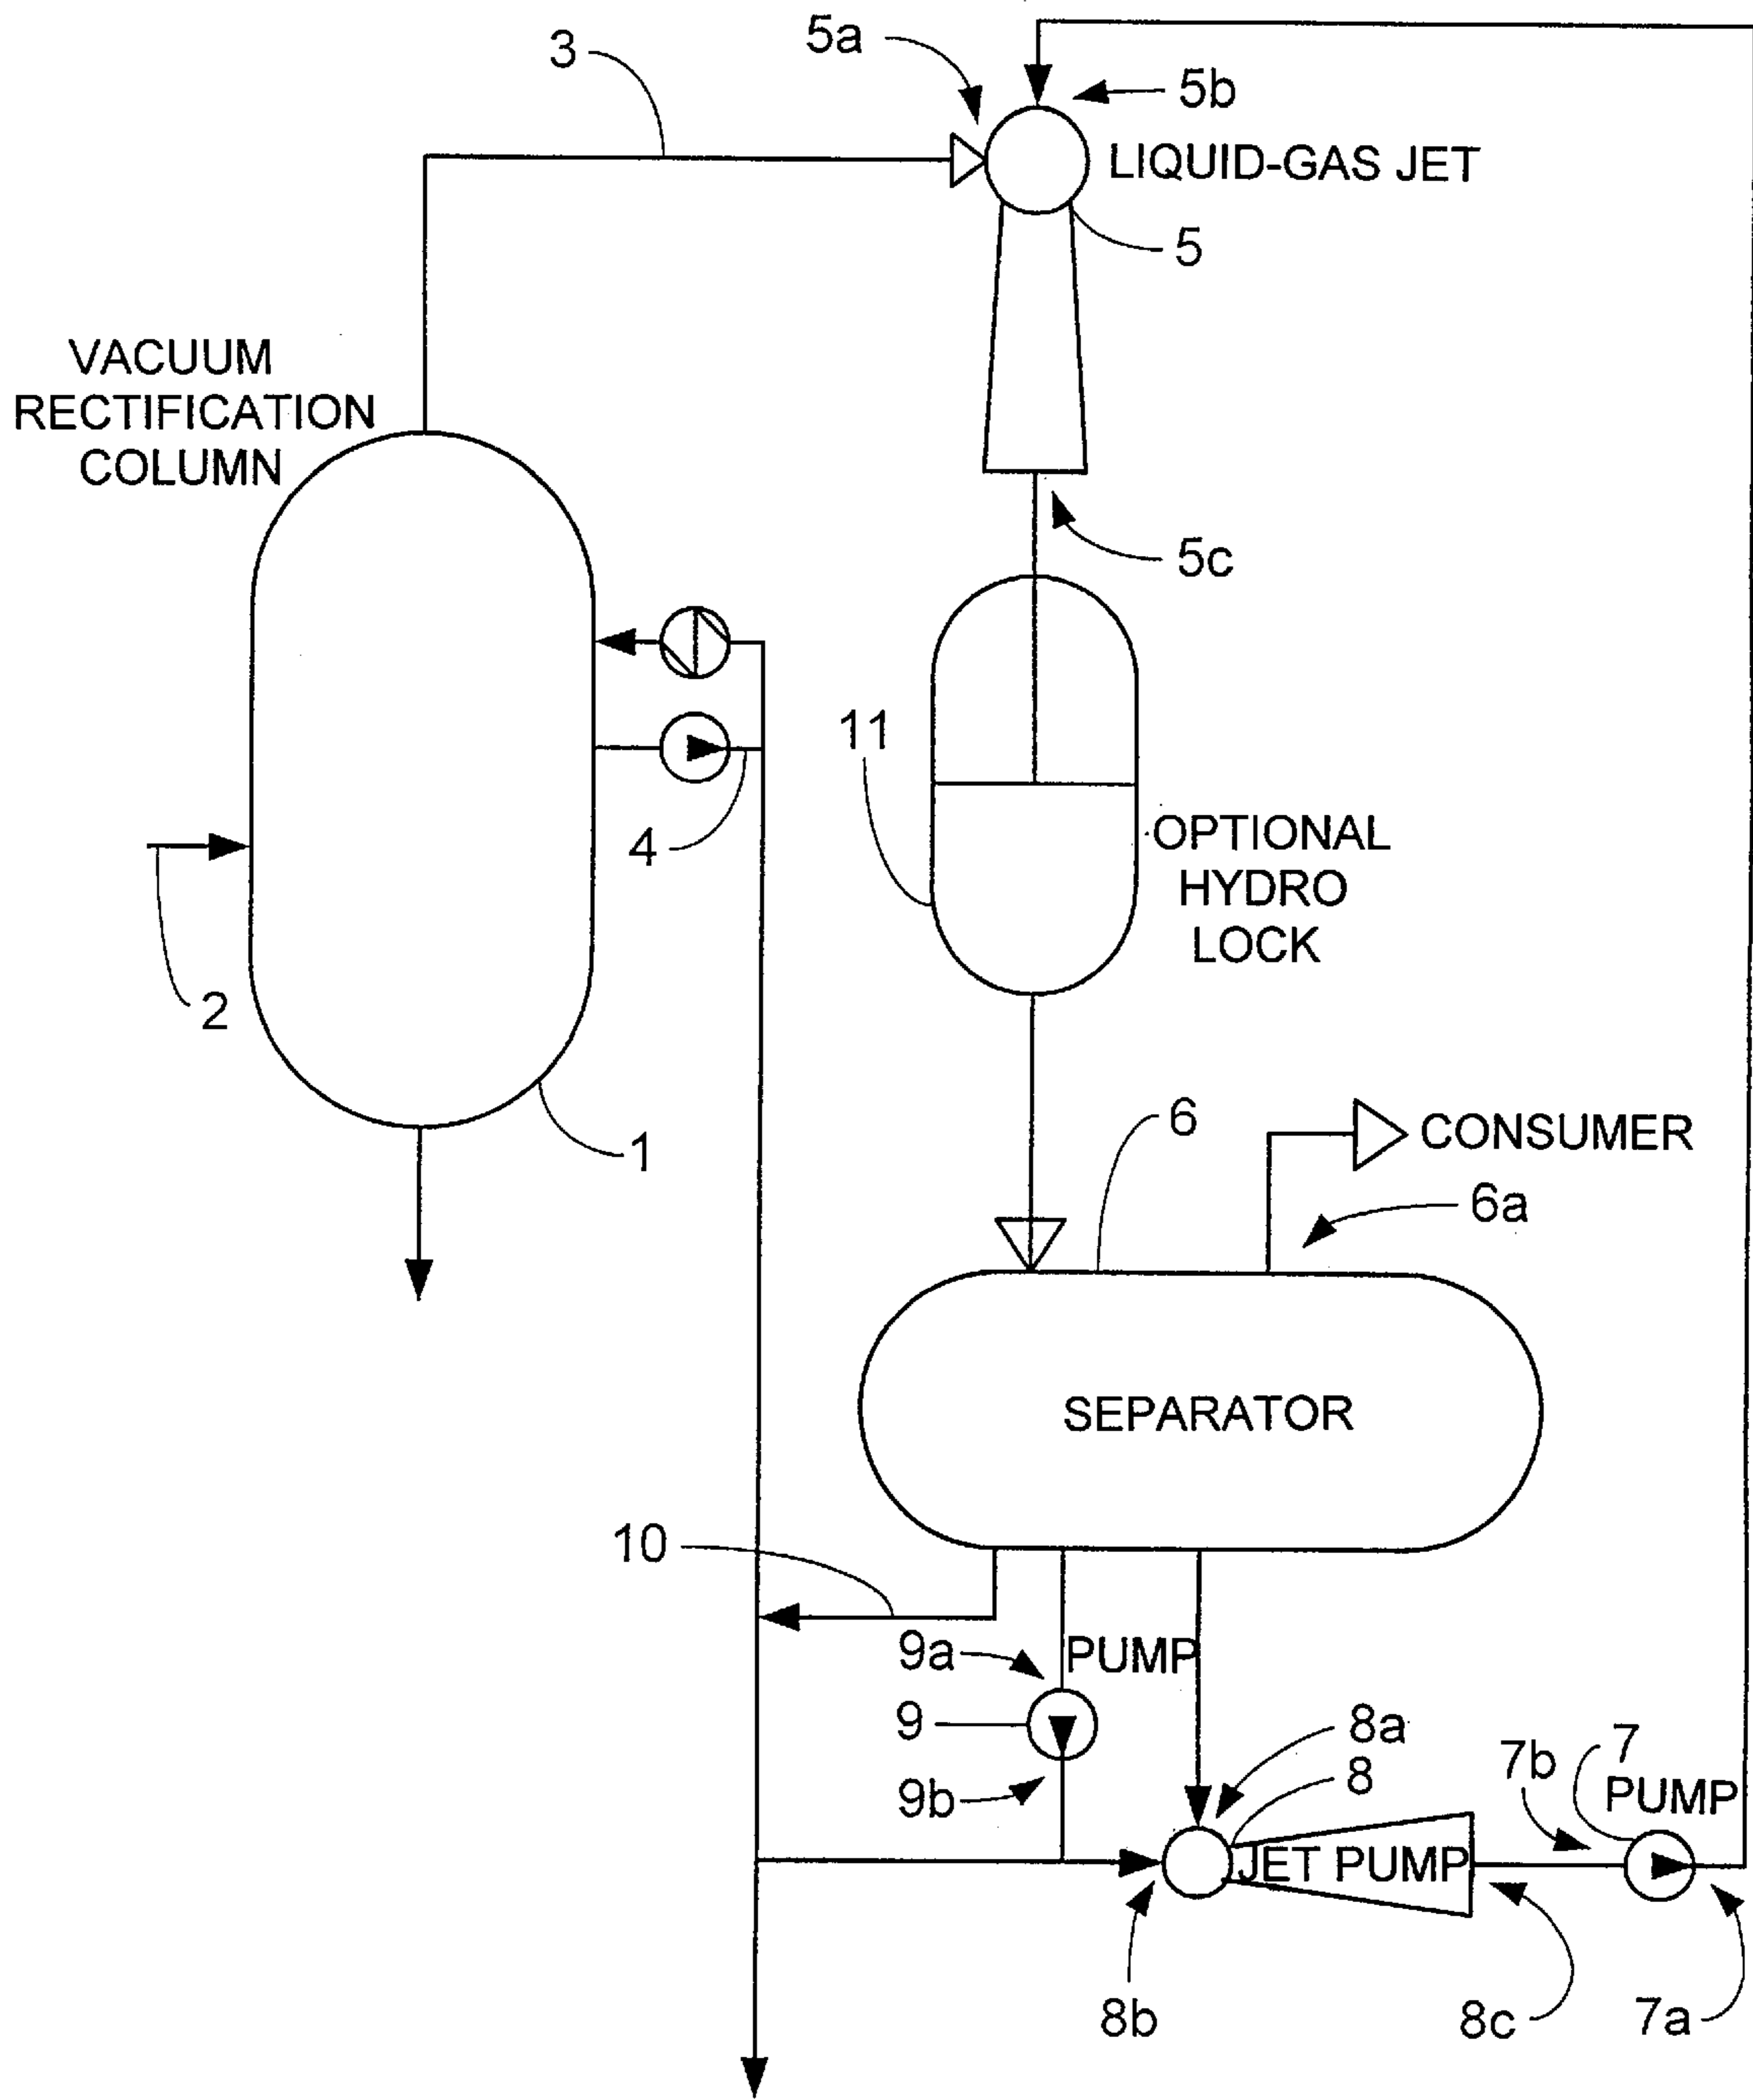 5a
3
5b
LIQUID-GAS JET
5
VACUUM
RECTIFICATION
COLUMN
5c
11
4
OPTIONAL
HYDRO
LOCK
2
6
CONSUMER
1
6a
SEPARATOR
10
9a
PUMP
9
8a
7
7b
8
PUMP
9b
JET PUMP
8b
8c
7a